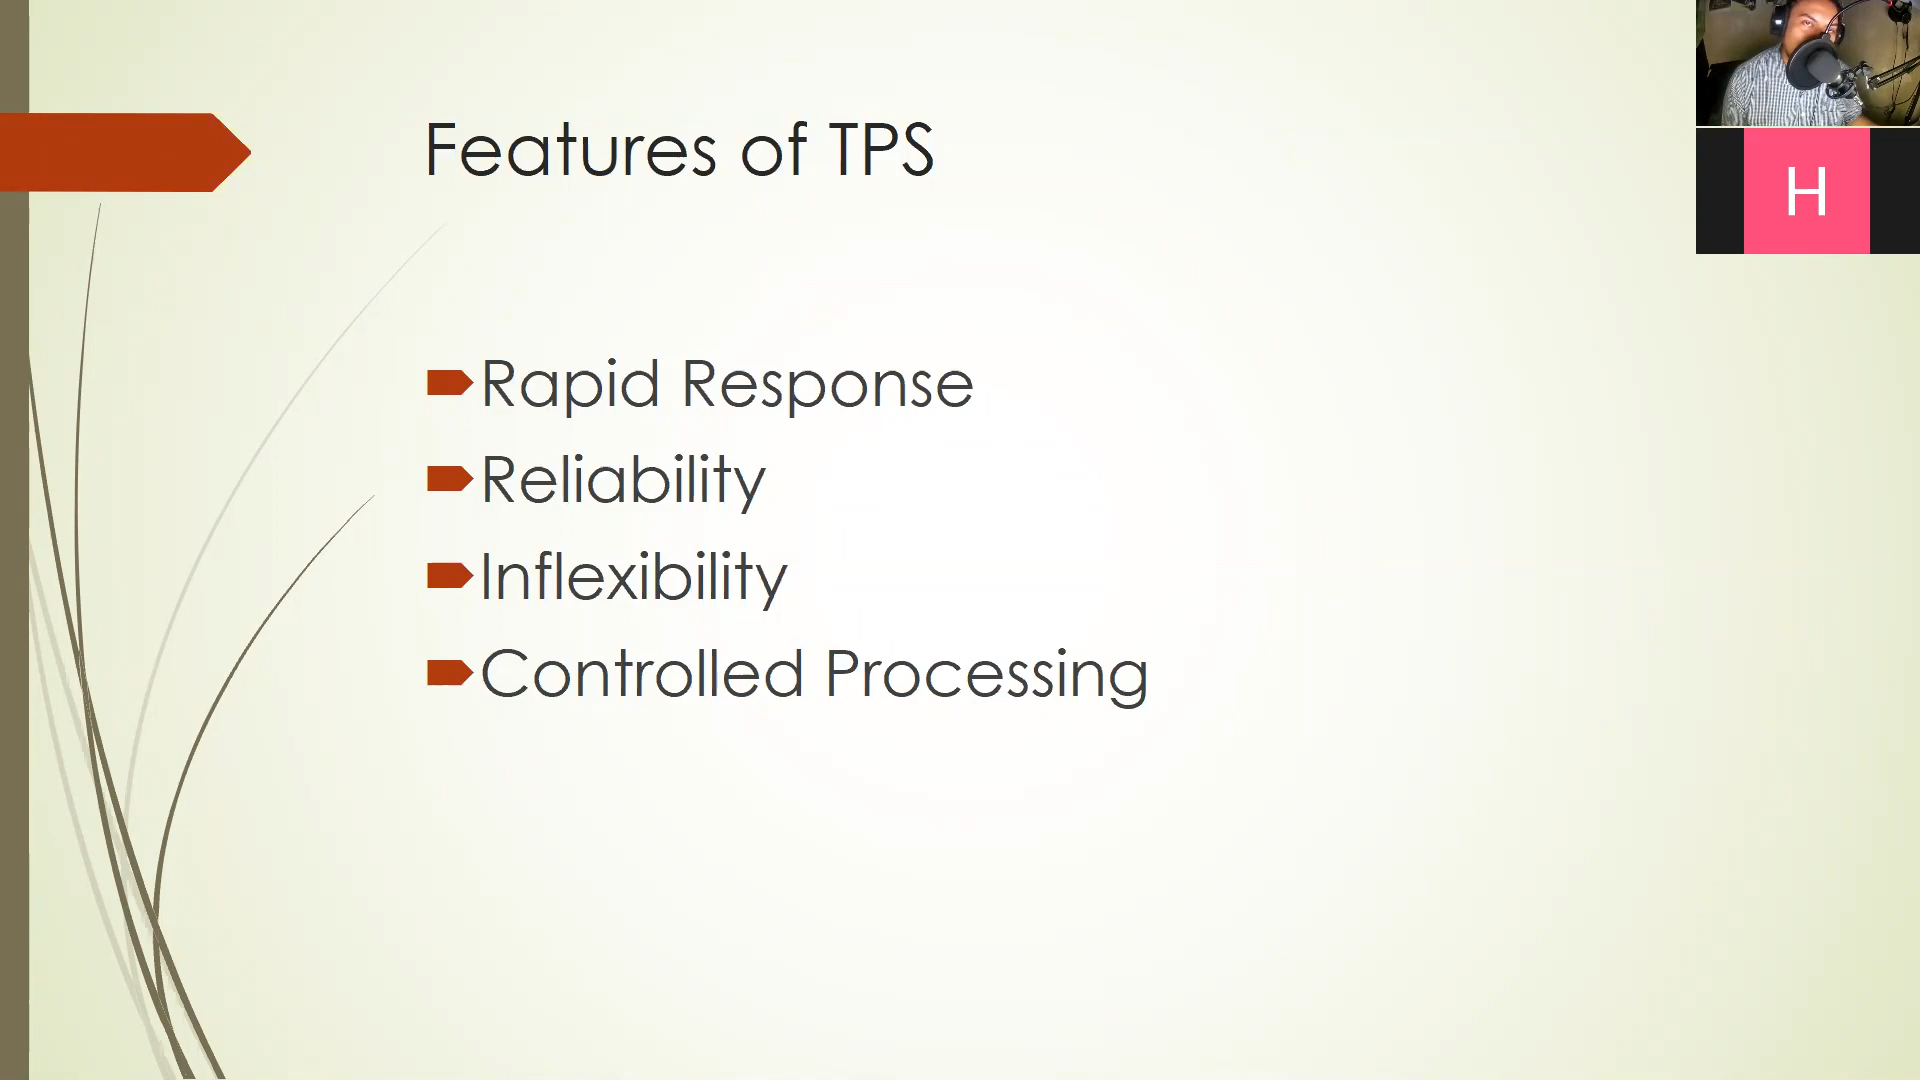 Features of TPS
H
Rapid Response
Reliability
Inflexibility
Controlled Processing